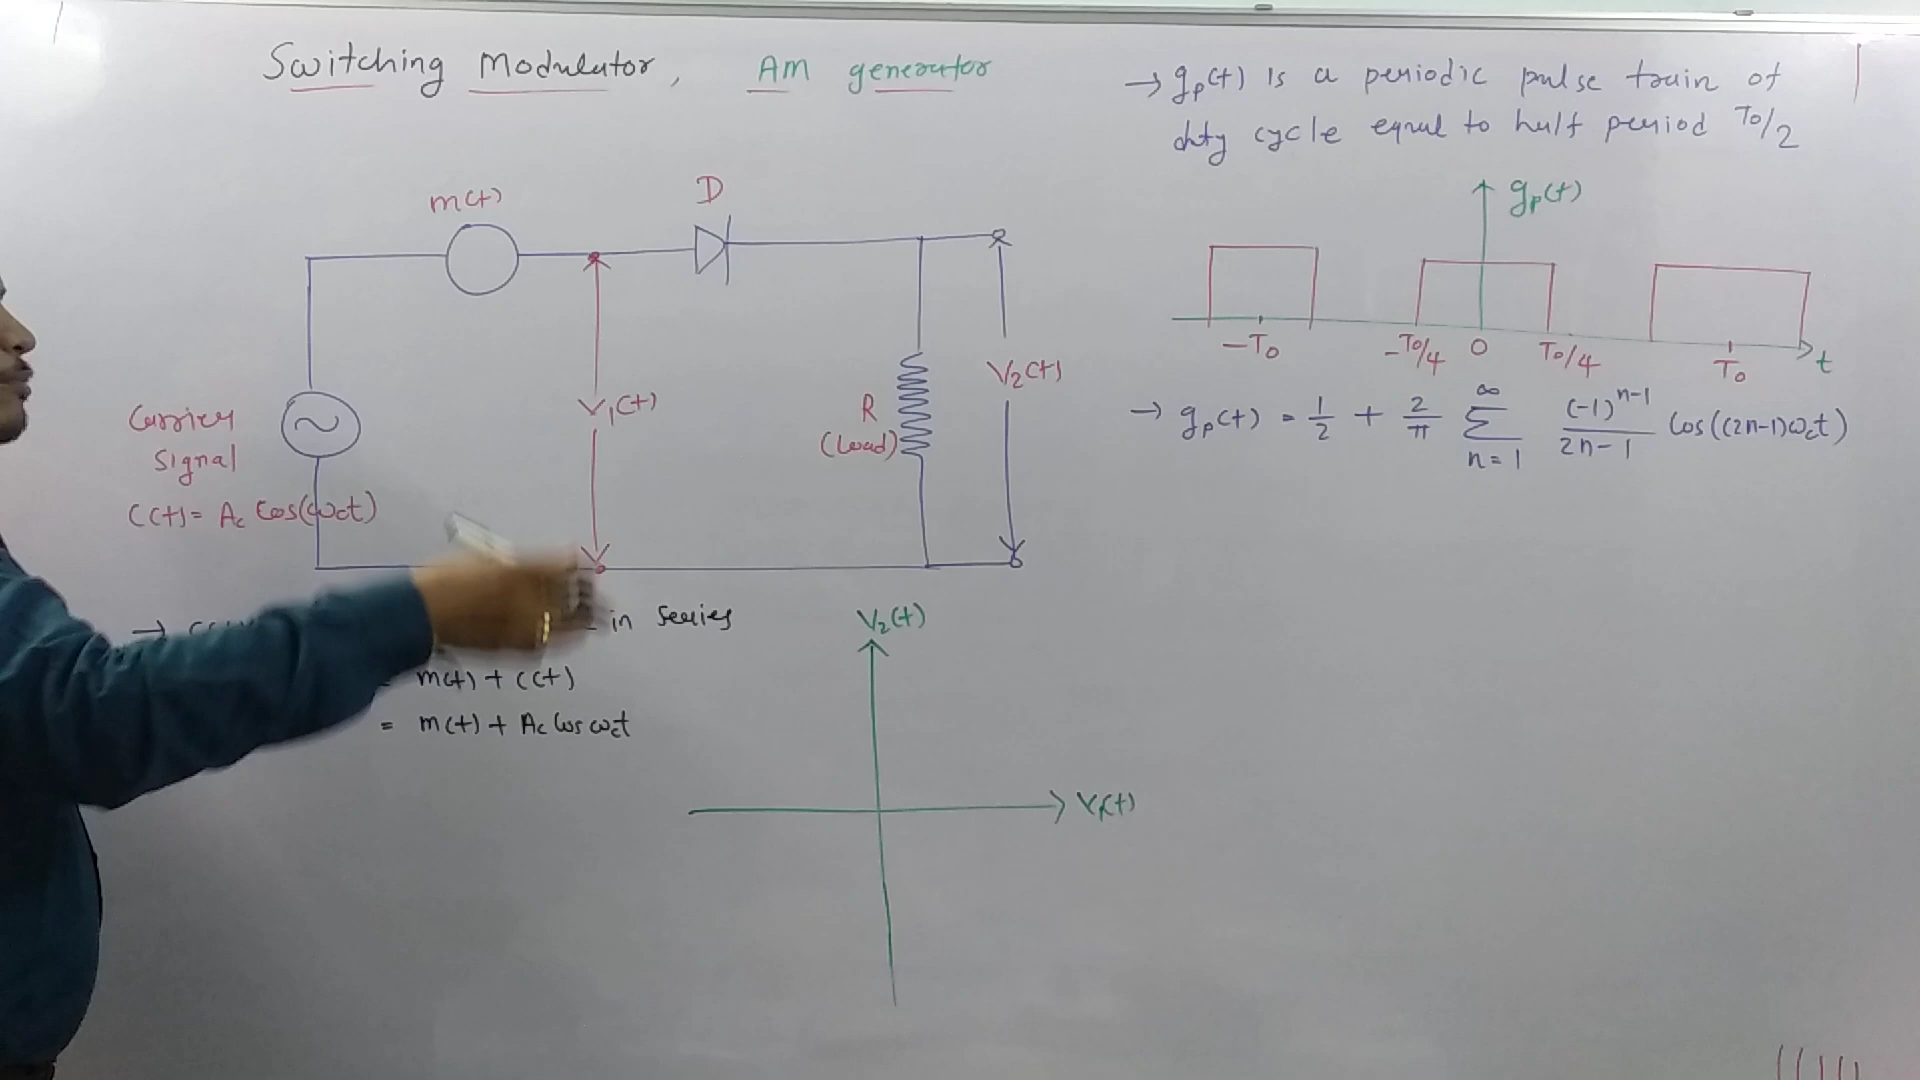 Switching Modulator, AM generator
m(t)
D
V₁(t)
R
(Load)
V₂(t)
Carrier
Signal
C(t) = Ac Cos(ωct)
→
in Series
= m(t) + C(t)
= m(t) + Ac Cos ωct
V₂(t)
V₁(t)
→ gp(t) is a periodic pulse train of
duty cycle equal to half period T0/2
gp(t)
-T0 -T0/4 0 T0/4 T0 t
→ gp(t) = 1/2 + 2/π ∑_{n=1}^{∞} (-1)^{n-1}/(2n-1) Cos((2n-1)ωct)